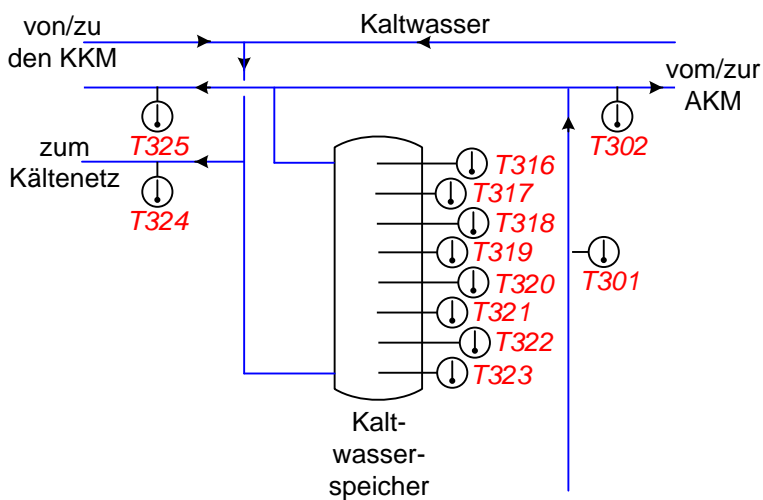 von/zu
den KKM
Kaltwasser
vom/zur
AKM
T325
T302
zum
Kältenetz
T324
T316
T317
T318
T319
T320
T321
T322
T323
T301
Kalt-
wasser-
speicher